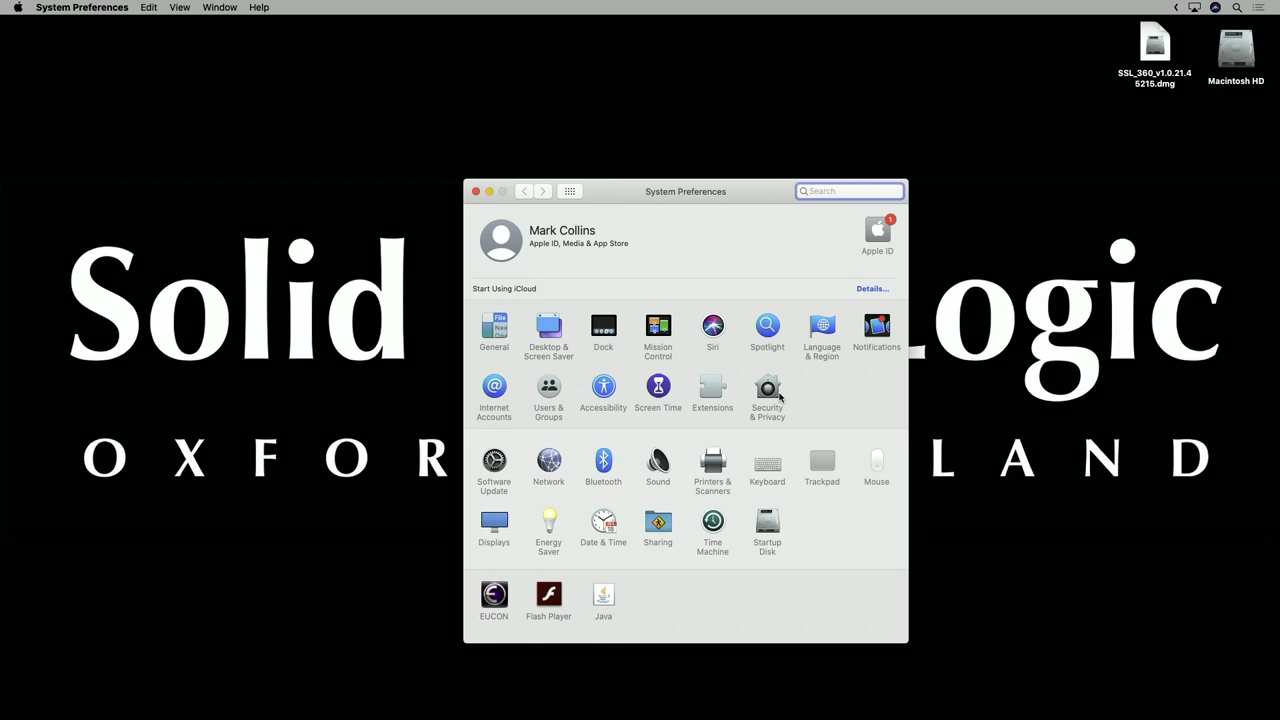 System Preferences Edit View Window Help
SSL_360_v1.0.21.4
5215.dmg
Macintosh HD
System Preferences
Search
Mark Collins
Apple ID, Media & App Store
1
Apple ID
Start Using iCloud
Details...
General
Desktop &
Screen Saver
Dock
Mission
Control
Siri
Spotlight
Language
& Region
Notifications
Internet
Accounts
Users &
Groups
Accessibility
Screen Time
Extensions
Security
& Privacy
Software
Update
Network
Bluetooth
Sound
Printers &
Scanners
Keyboard
Trackpad
Mouse
Displays
Energy
Saver
Date & Time
Sharing
Time
Machine
Startup
Disk
EUCON
Flash Player
Java
Solid Logic
OXFOR LAND